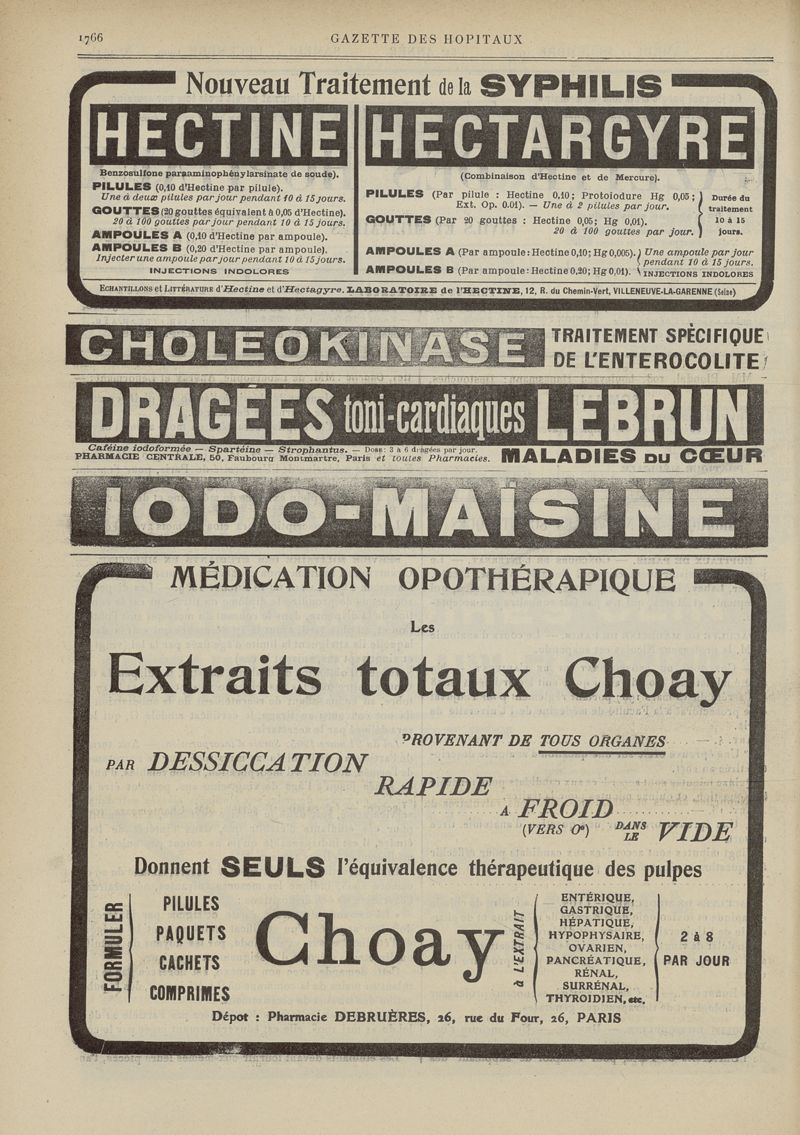 1766
GAZETTE DES HOPITAUX
Nouveau Traitement de la SYPHILIS
HECTINE
Benzosulfone paraaminophénylarsinate de soude).
PILULES (0,10 d'Hectine par pilule).
Une à deux pilules par jour pendant 10 à 15 jours.
GOUTTES (20 gouttes équivalent à 0,05 d'Hectine).
20 à 100 gouttes par jour pendant 10 à 15 jours.
AMPOULES A (0,10 d'Hectine par ampoule).
AMPOULES B (0,20 d'Hectine par ampoule).
Injecter une ampoule par jour pendant 10 à 15 jours.
INJECTIONS INDOLORES
HECTARGYRE
(Combinaison d'Hectine et de Mercure).
PILULES (Par pilule : Hectine 0,10; Protoiodure Hg 0,05;
Ext. Op. 0.01). — Une à 2 pilules par jour.
GOUTTES (Par 20 gouttes : Hectine 0,05; Hg 0,01).
20 à 100 gouttes par jour.
Durée du
traitement
10 à 15
jours.
AMPOULES A (Par ampoule: Hectine 0,10; Hg 0,005).
AMPOULES B (Par ampoule: Hectine 0,20; Hg 0,01).
Une ampoule par jour
pendant 10 à 15 jours.
INJECTIONS INDOLORES
ECHANTILLONS et LITTÉRATURE d'Hectine et d'Hectagyre. LABORATOIRE de l'HECTINE, 12, R. du Chemin-Vert, VILLENEUVE-LA-GARENNE (Seine)
CHOLÉOKINASE
TRAITEMENT SPÉCIFIQUE
DE L'ENTEROCOLITE
DRAGÉES toni-cardiaques LEBRUN
Caféine iodoformée — Spartéine — Strophantus. — Dose: 3 à 6 dragées par jour.
PHARMACIE CENTRALE, 50, Faubourg Montmartre, Paris et toutes Pharmacies.
MALADIES DU CŒUR
IODO-MAÏSINE
MÉDICATION OPOTHÉRAPIQUE
Les
Extraits totaux Choay
PROVENANT DE TOUS ORGANES
PAR DESSICCATION
RAPIDE
A FROID
(VERS 0°) DANS LE VIDE
Donnent SEULS l'équivalence thérapeutique des pulpes
FORMULER
PILULES
PAQUETS
CACHETS
COMPRIMES
Choay
à L'EXTRAIT
ENTÉRIQUE,
GASTRIQUE,
HÉPATIQUE,
HYPOPHYSAIRE,
OVARIEN,
PANCRÉATIQUE,
RÉNAL,
SURRÉNAL,
THYROIDIEN, etc.
2 à 8
PAR JOUR
Dépot : Pharmacie DEBRUÈRES, 26, rue du Four, 26, PARIS